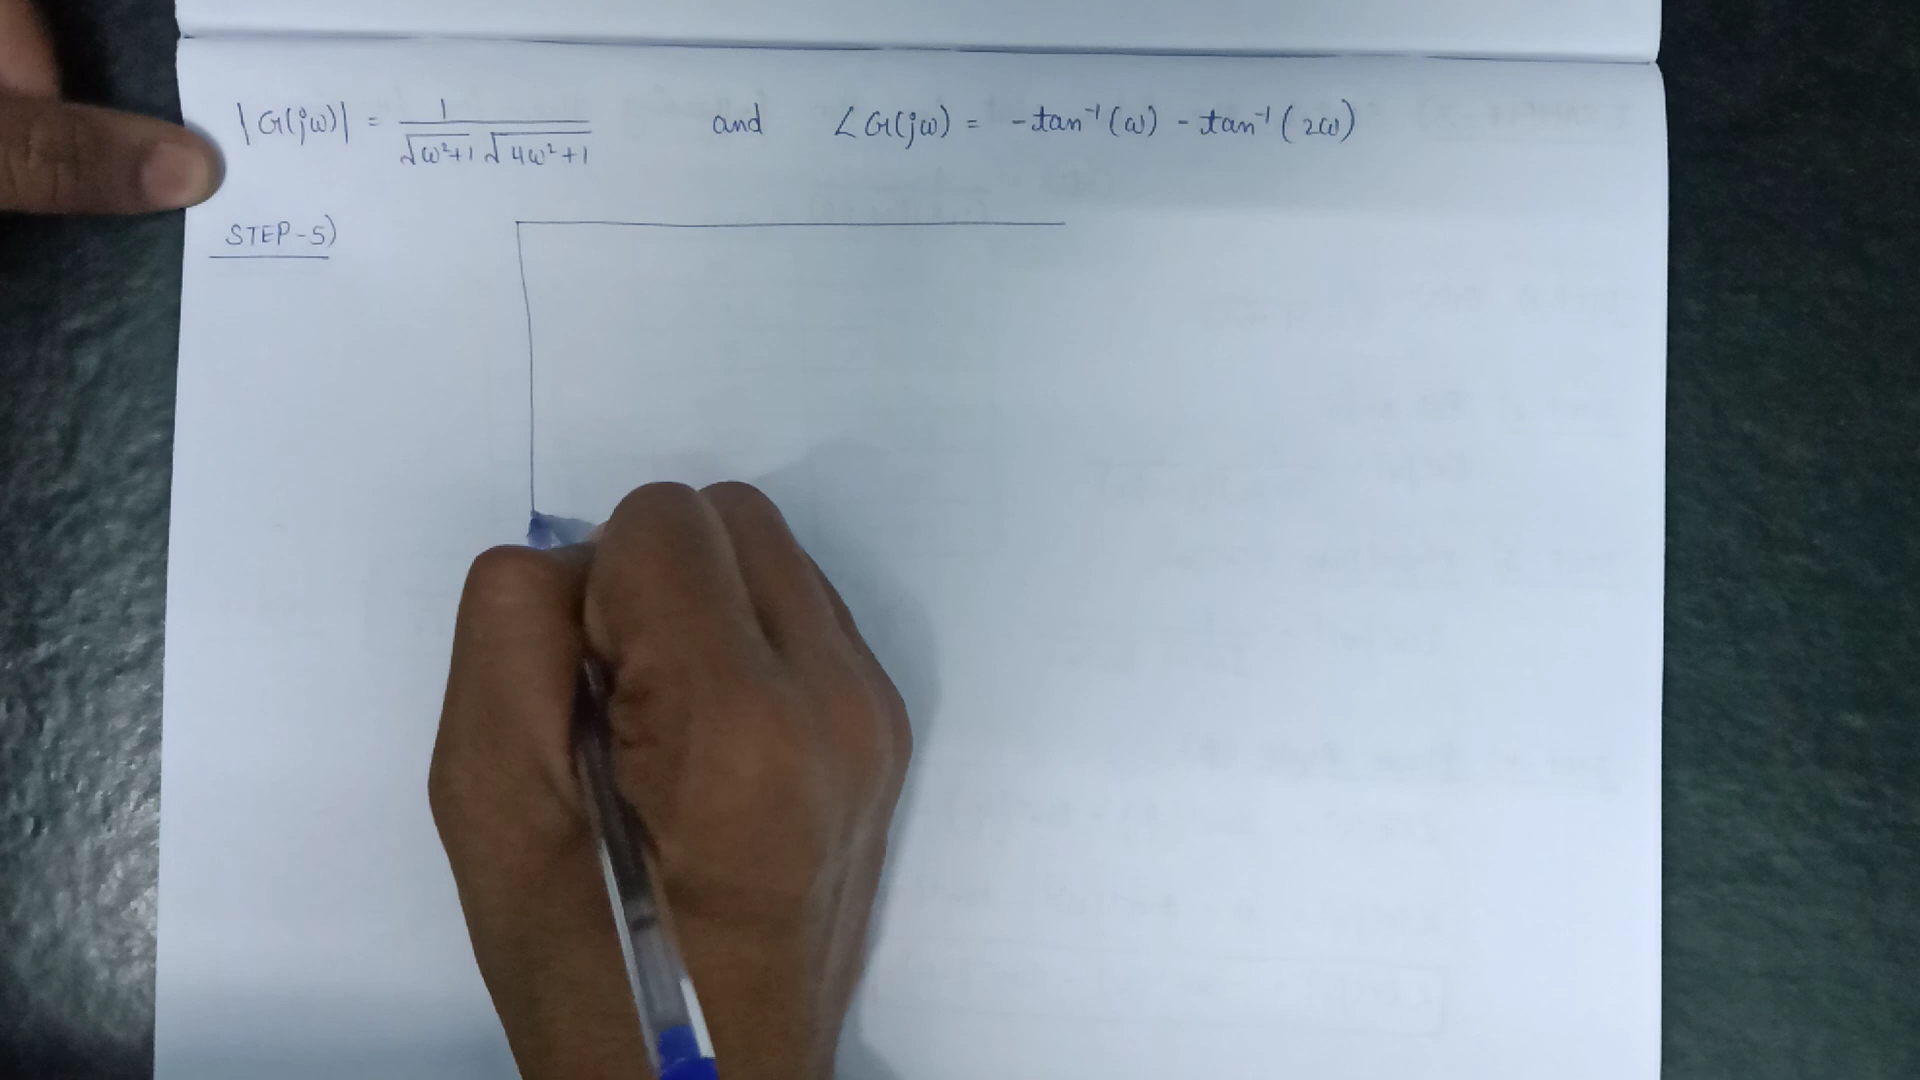 |G(jω)| = 1/(√ω²+1 √4ω²+1) and ∠G(jω) = -tan⁻¹(ω) - tan⁻¹(2ω)
STEP-5)